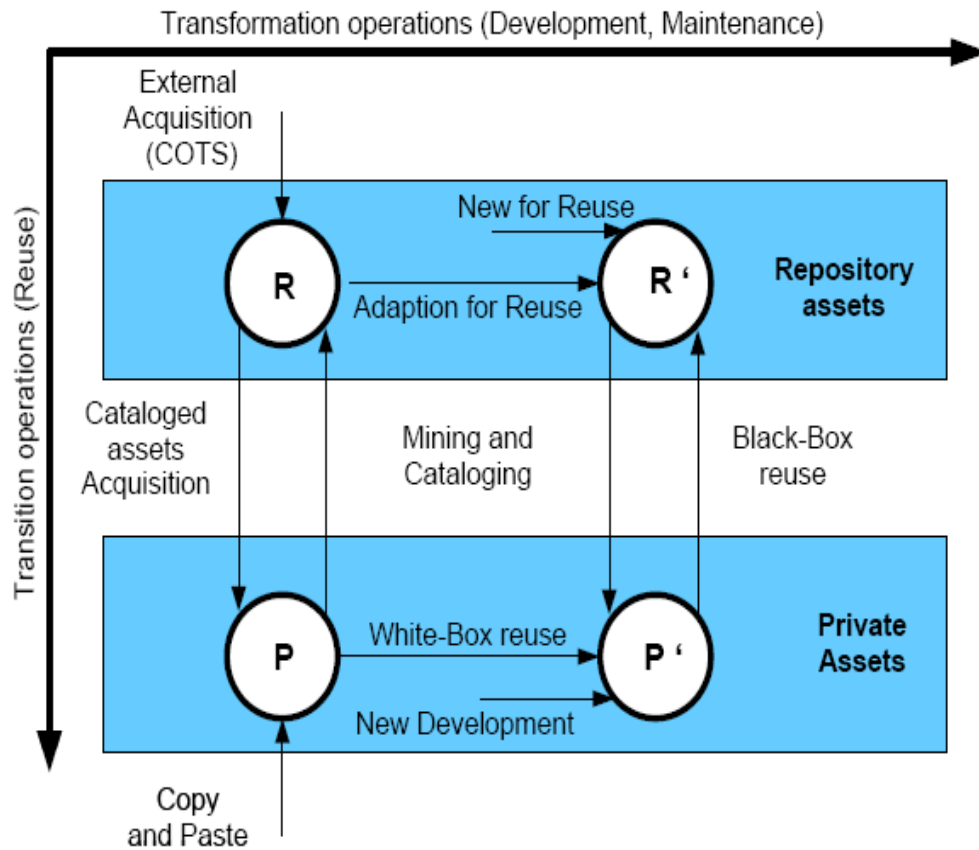 Transformation operations (Development, Maintenance)
External
Acquisition
(COTS)
Transition operations (Reuse)
New for Reuse
R
R ‘
Adaption for Reuse
Repository
assets
Cataloged
assets
Acquisition
Mining and
Cataloging
Black-Box
reuse
White-Box reuse
P
P ‘
New Development
Private
Assets
Copy
and Paste